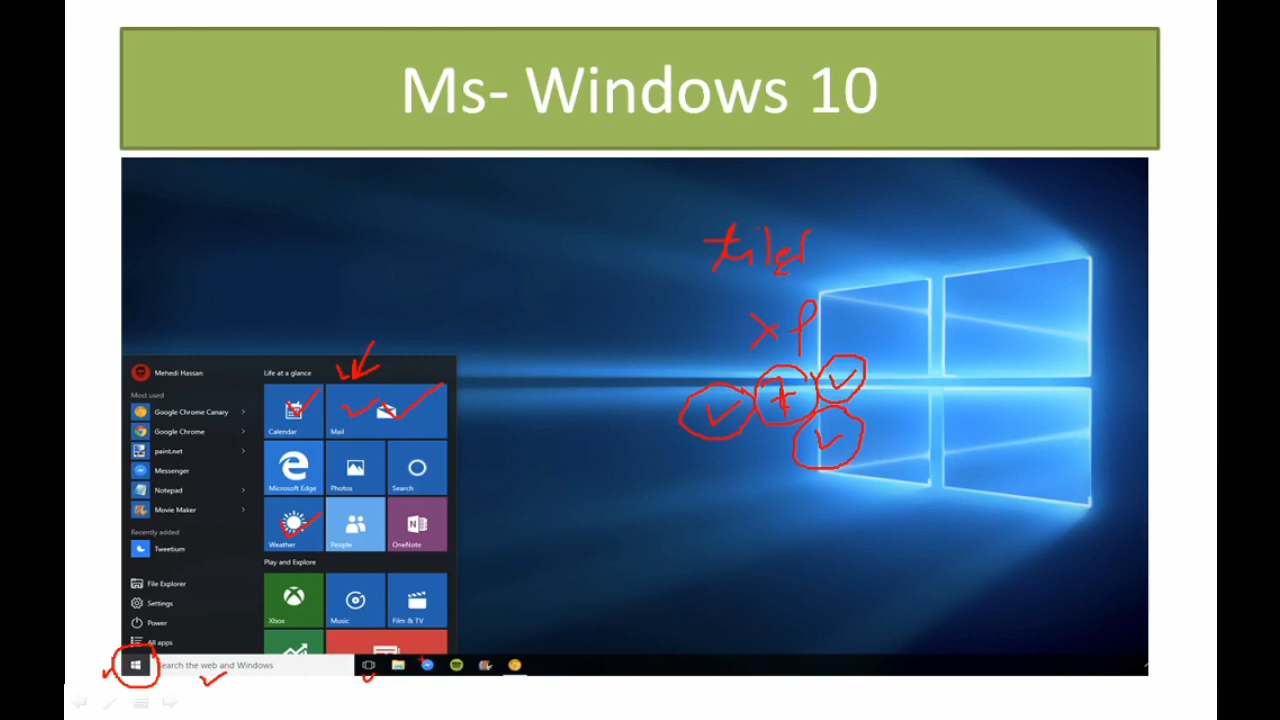 Ms- Windows 10
tiles
XP
7
Mehedi Hassan
Most used
Google Chrome Canary
Google Chrome
paint.net
Messenger
Notepad
Movie Maker
Recently added
Tweetium
File Explorer
Settings
Power
All apps
Life at a glance
Calendar
Mail
Microsoft Edge
Photos
Search
Weather
People
OneNote
Play and Explore
Xbox
Music
Film & TV
Search the web and Windows